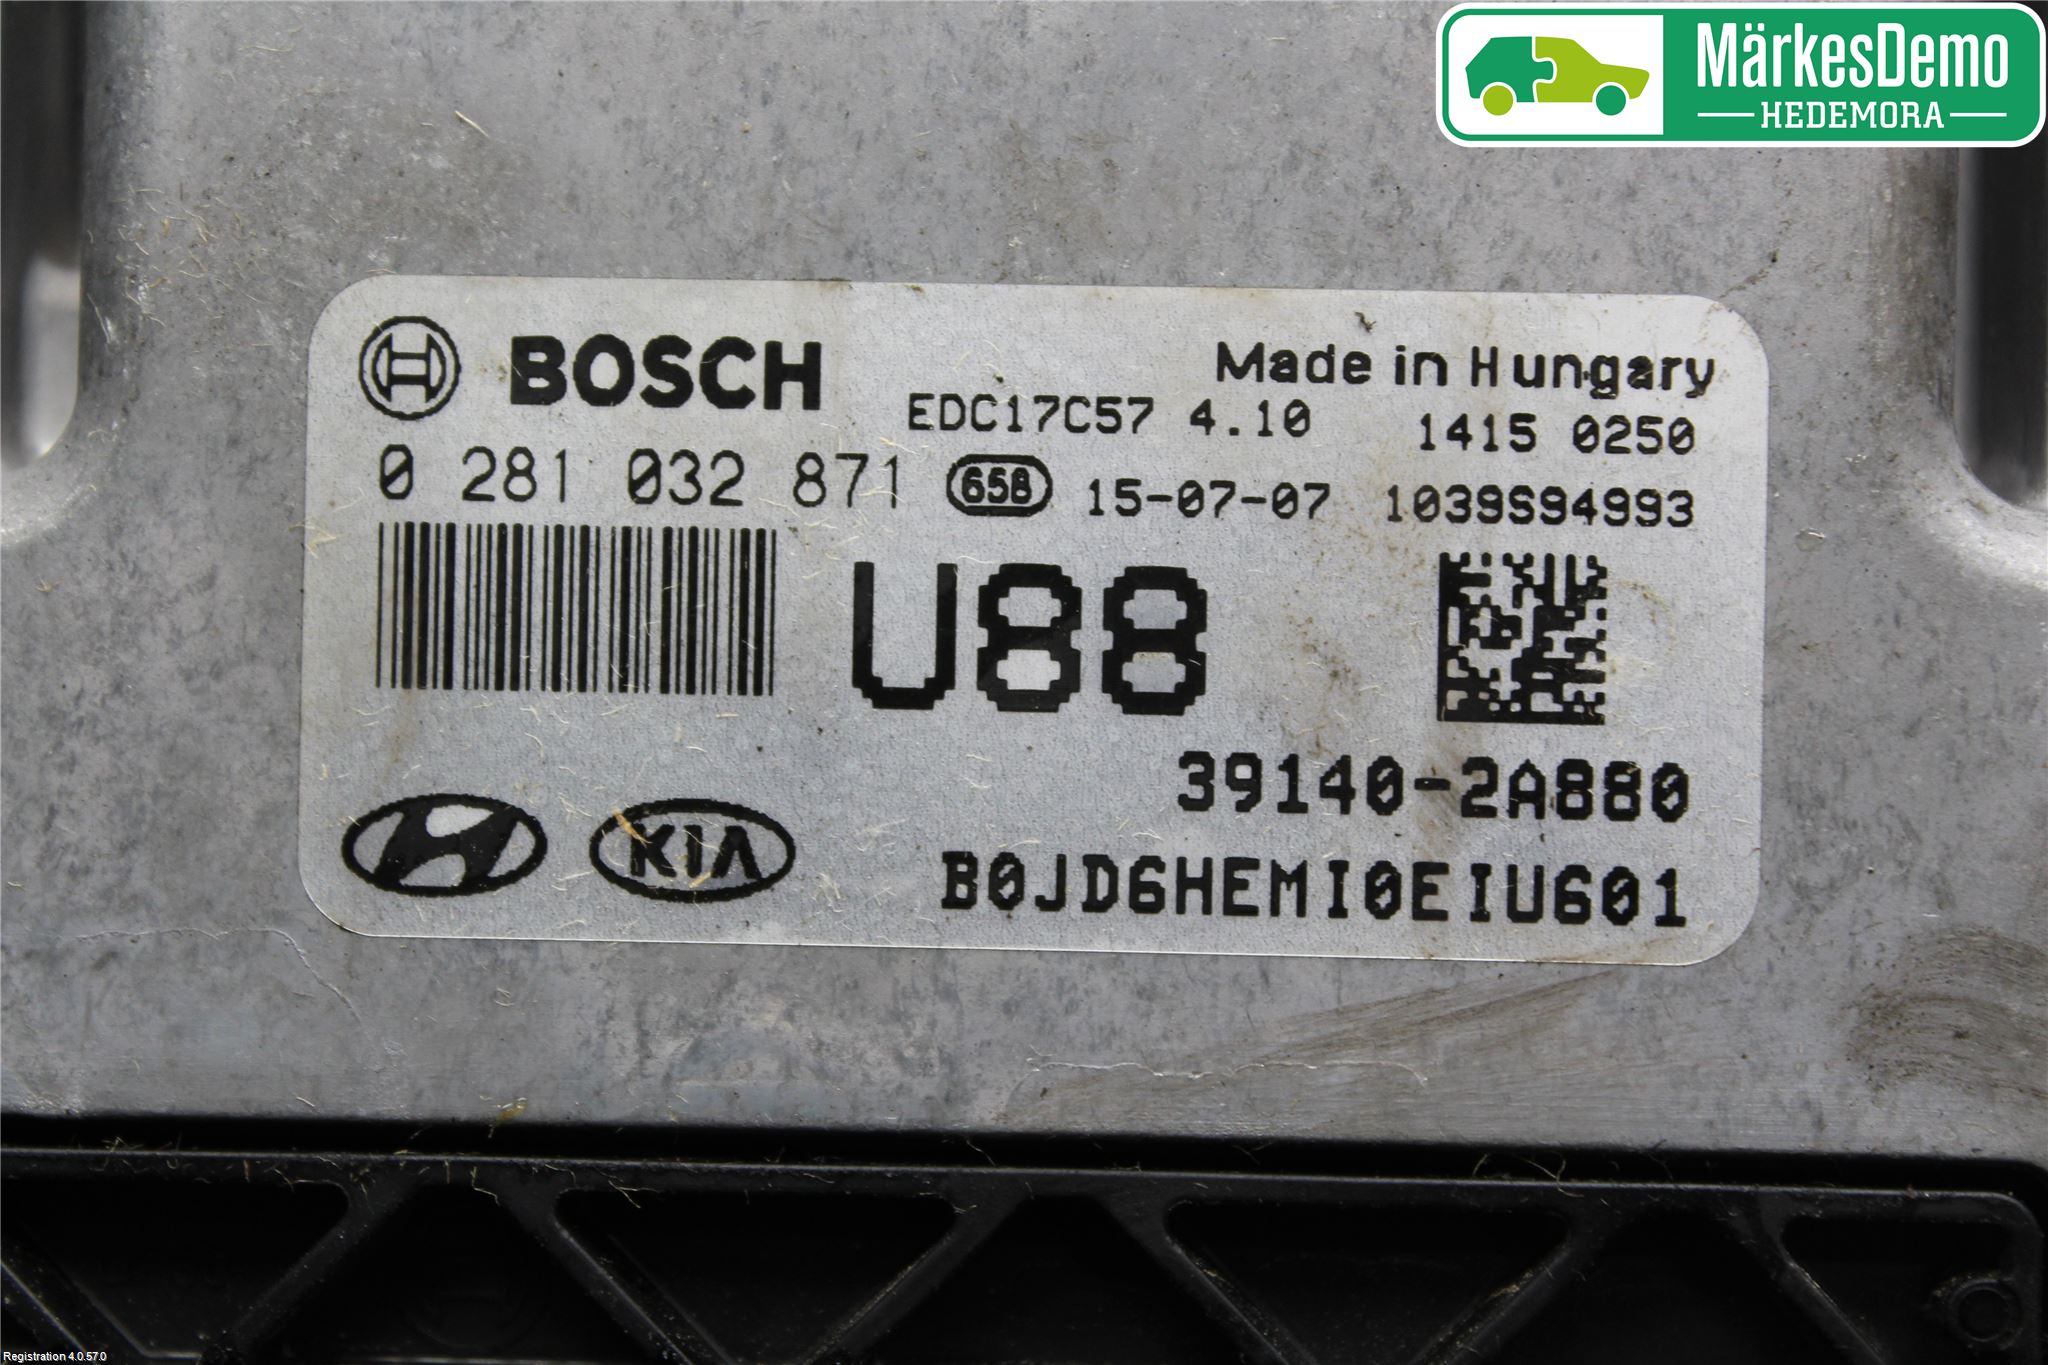 MärkesDemo
HEDEMORA
BOSCH
Made in Hungary
EDC17C57 4.10 1415 0250
0 281 032 871 658 15-07-07 1039S94993
U88
39140-2A880
KIA
B0JD6HEMI0EIU601
Registration 4.0.57.0